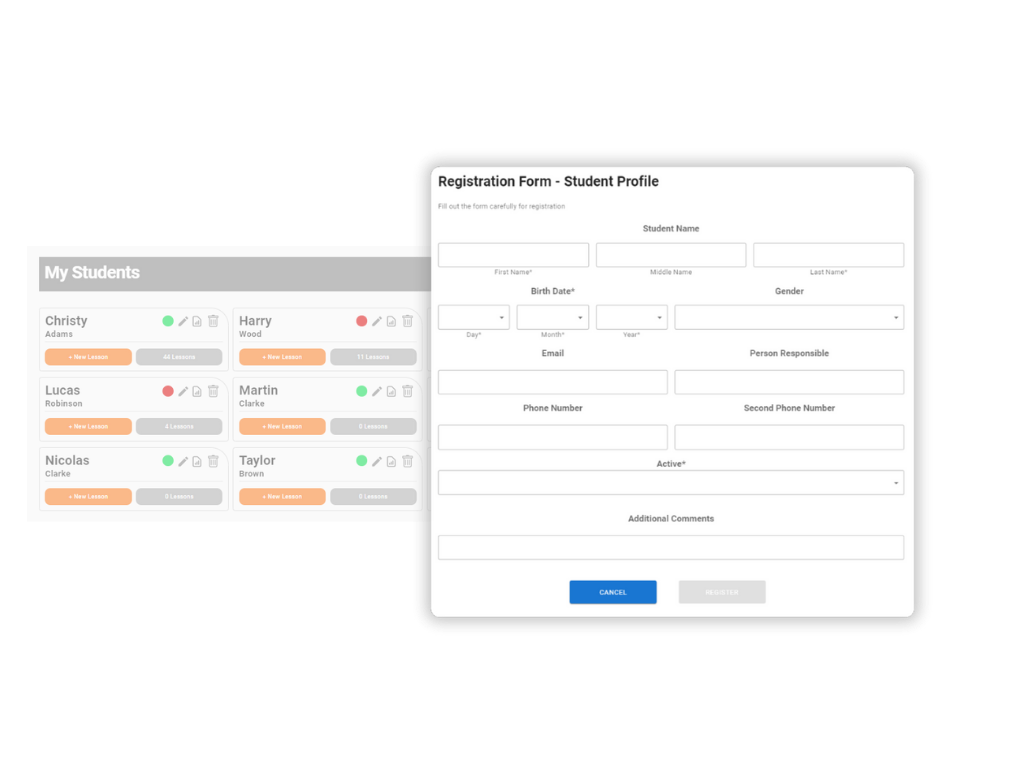 My Students
Christy
Adams
+ New Lesson
44 Lessons
Harry
Wood
+ New Lesson
11 Lessons
Lucas
Robinson
+ New Lesson
4 Lessons
Martin
Clarke
+ New Lesson
Lessons
Nicolas
Clarke
+ New Lesson
Lessons
Taylor
Brown
+ New Lesson
Lessons
Registration Form - Student Profile
Fill out the form carefully for registration
Student Name
First Name*
Middle Name
Last Name*
Birth Date*
Gender
Day*
Month*
Year*
Email
Person Responsible
Phone Number
Second Phone Number
Active*
Additional Comments
CANCEL
REGISTER